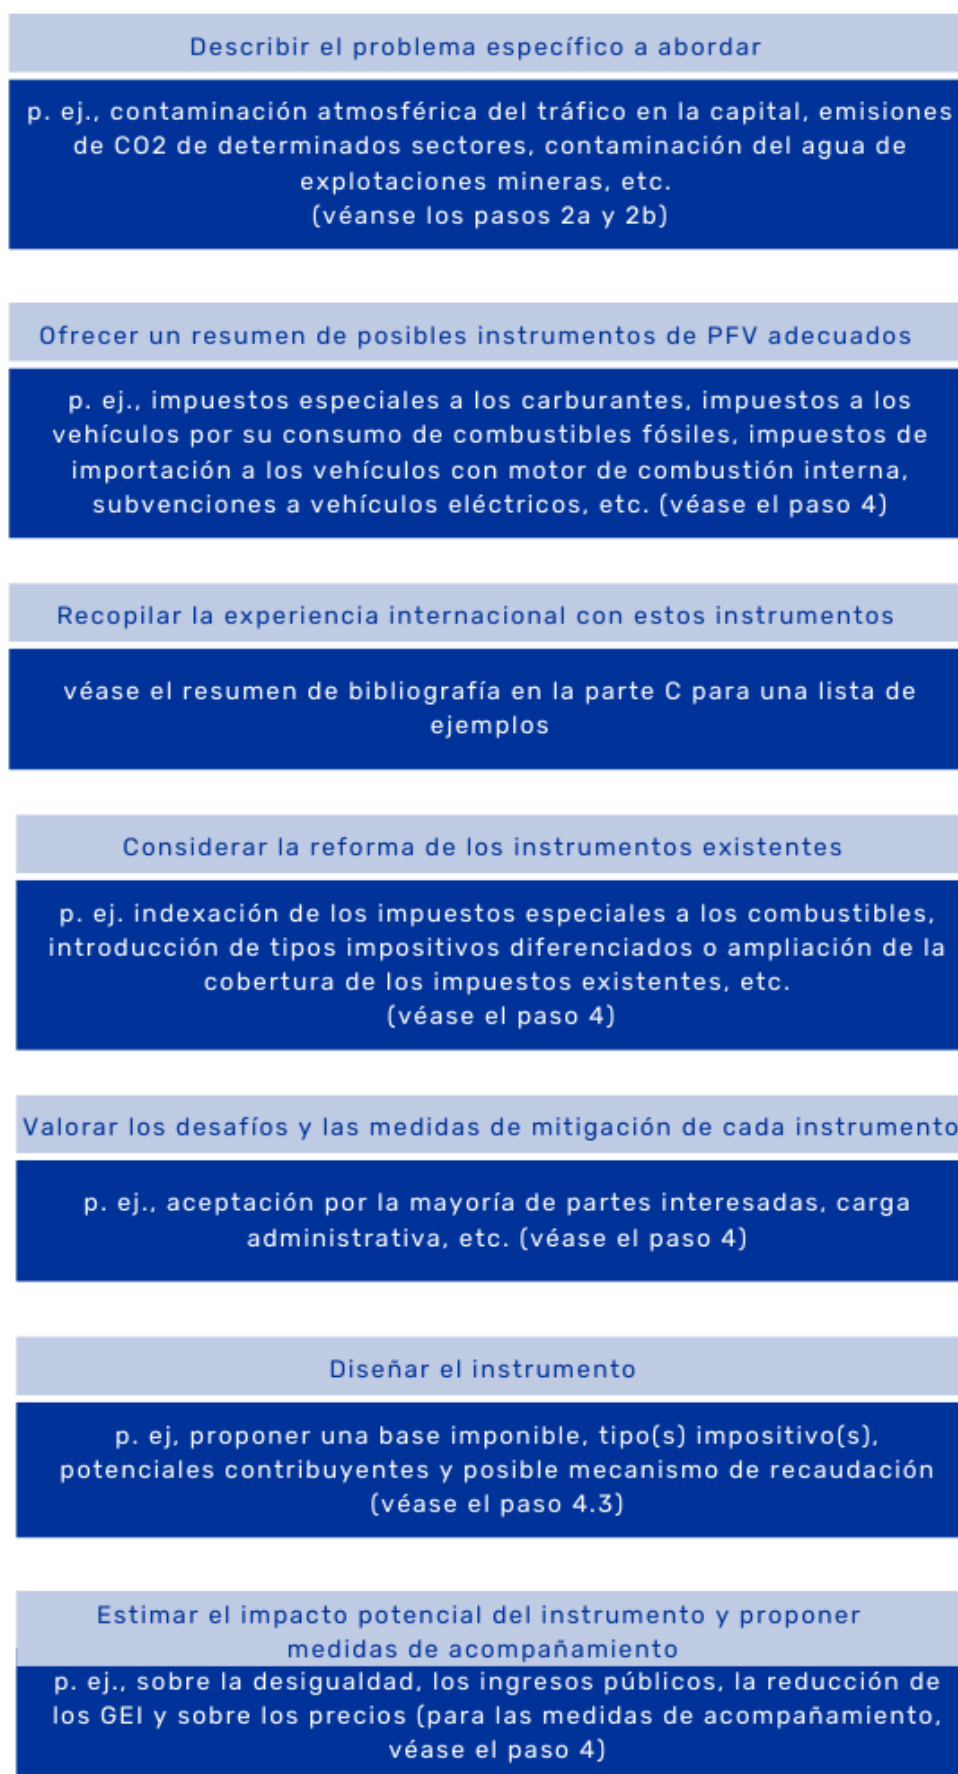 Describir el problema específico a abordar
p. ej., contaminación atmosférica del tráfico en la capital, emisiones
de CO2 de determinados sectores, contaminación del agua de
explotaciones mineras, etc.
(véanse los pasos 2a y 2b)
Ofrecer un resumen de posibles instrumentos de PFV adecuados
p. ej., impuestos especiales a los carburantes, impuestos a los
vehículos por su consumo de combustibles fósiles, impuestos de
importación a los vehículos con motor de combustión interna,
subvenciones a vehículos eléctricos, etc. (véase el paso 4)
Recopilar la experiencia internacional con estos instrumentos
véase el resumen de bibliografía en la parte C para una lista de
ejemplos
Considerar la reforma de los instrumentos existentes
p. ej. indexación de los impuestos especiales a los combustibles,
introducción de tipos impositivos diferenciados o ampliación de la
cobertura de los impuestos existentes, etc.
(véase el paso 4)
Valorar los desafíos y las medidas de mitigación de cada instrumento
p. ej., aceptación por la mayoría de partes interesadas, carga
administrativa, etc. (véase el paso 4)
Diseñar el instrumento
p. ej, proponer una base imponible, tipo(s) impositivo(s),
potenciales contribuyentes y posible mecanismo de recaudación
(véase el paso 4.3)
Estimar el impacto potencial del instrumento y proponer
medidas de acompañamiento
p. ej., sobre la desigualdad, los ingresos públicos, la reducción de
los GEI y sobre los precios (para las medidas de acompañamiento,
véase el paso 4)